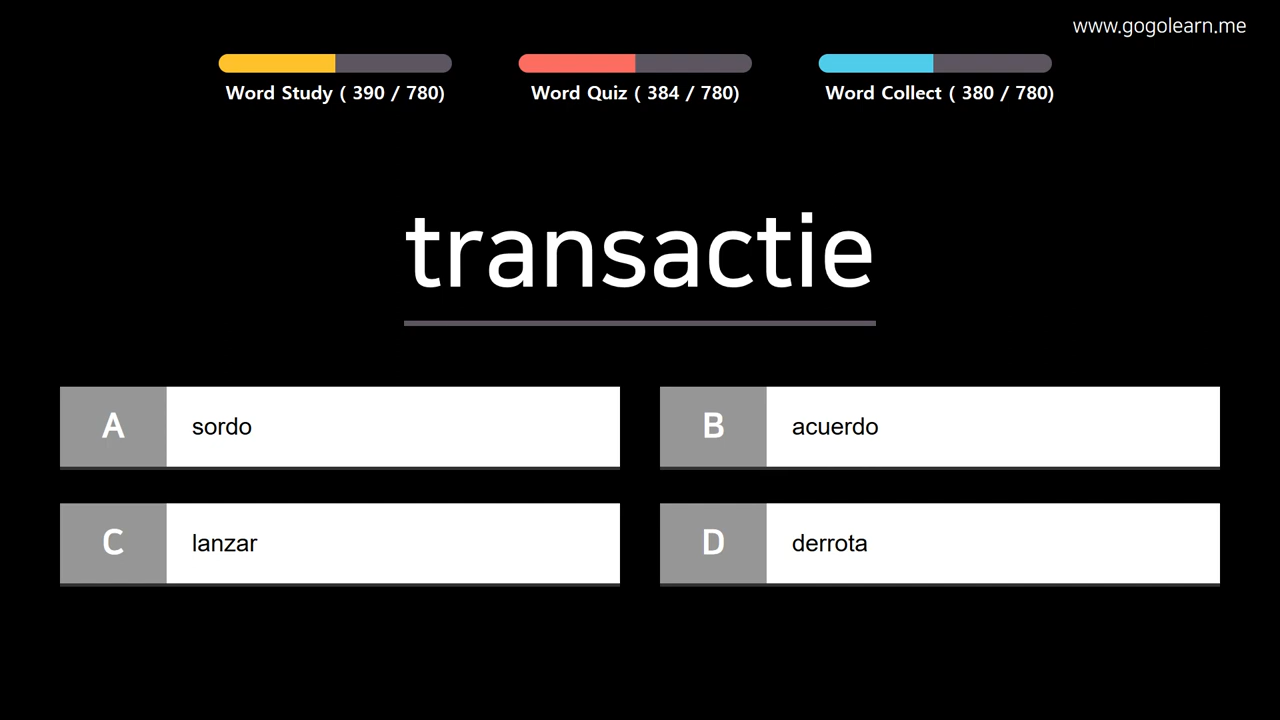 www.gogolearn.me
Word Study ( 390 / 780)
Word Quiz ( 384 / 780)
Word Collect ( 380 / 780)
transactie
A sordo
B acuerdo
C lanzar
D derrota